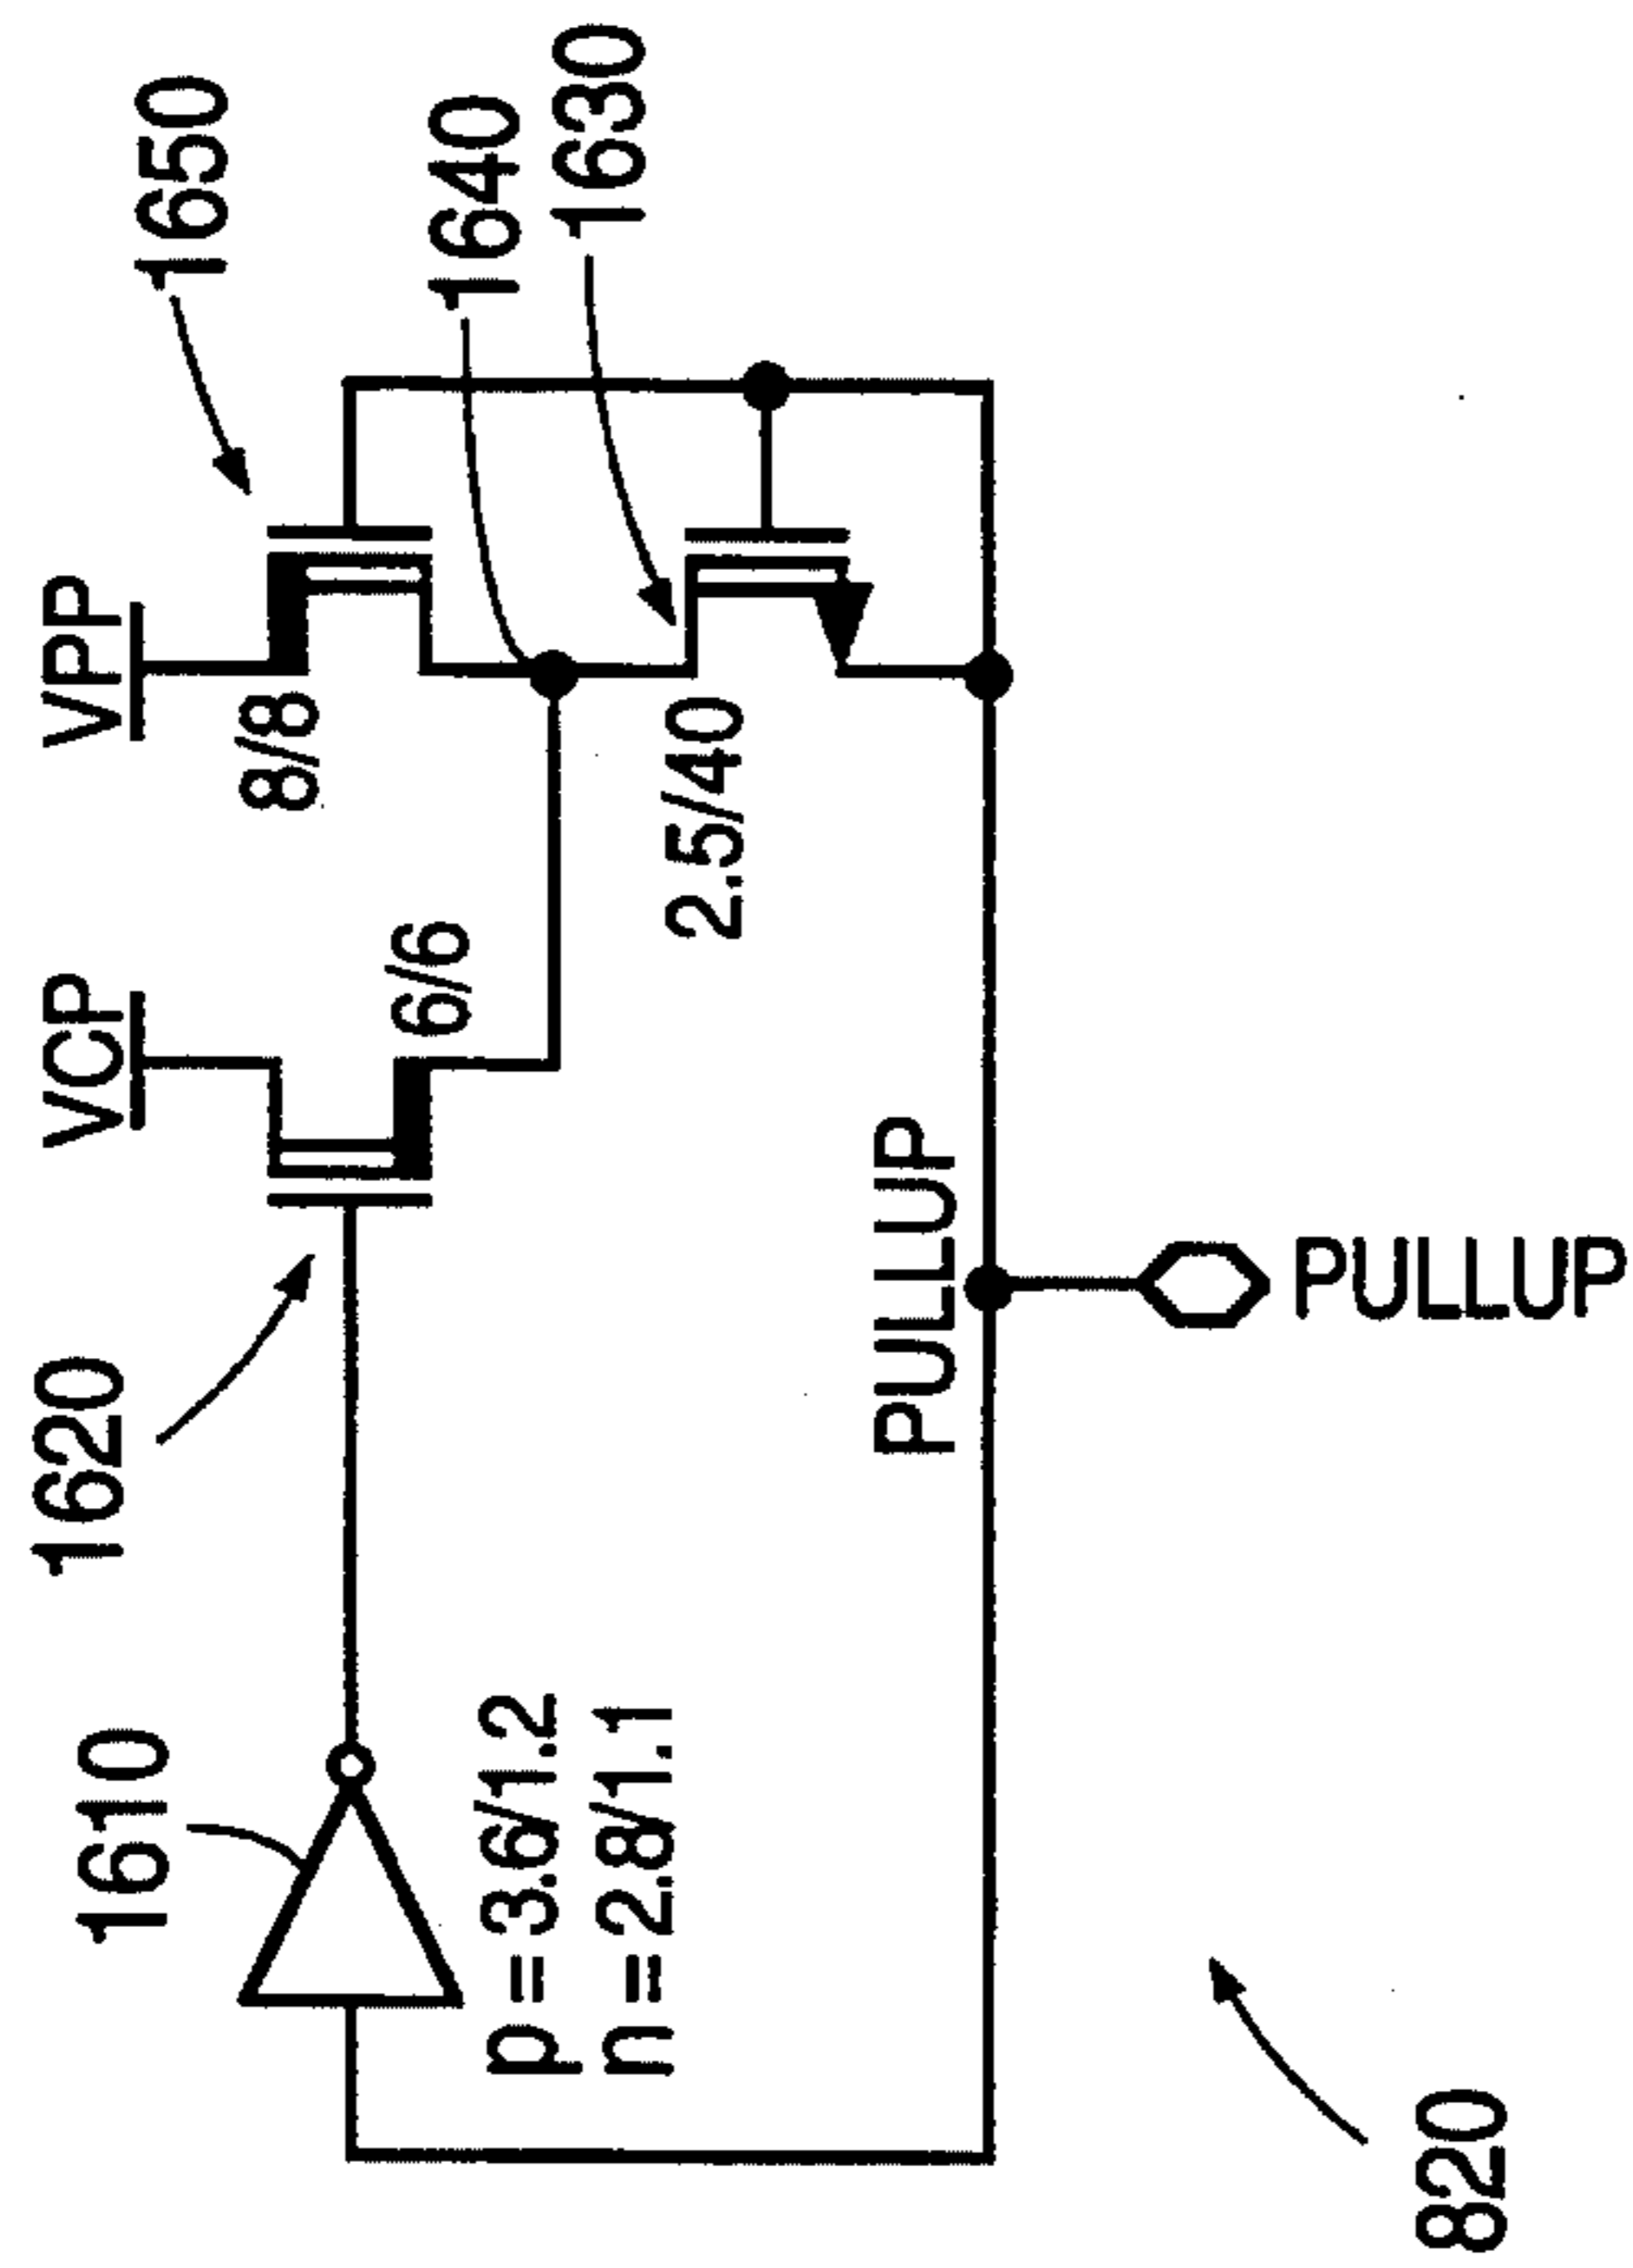 1650
1640
1630
VPP
8/8
2.5/40
VCP
6/6
1620
PULLUP
PULLUP
1610
p = 3.6/1.2
n = 2.8/1.1
820